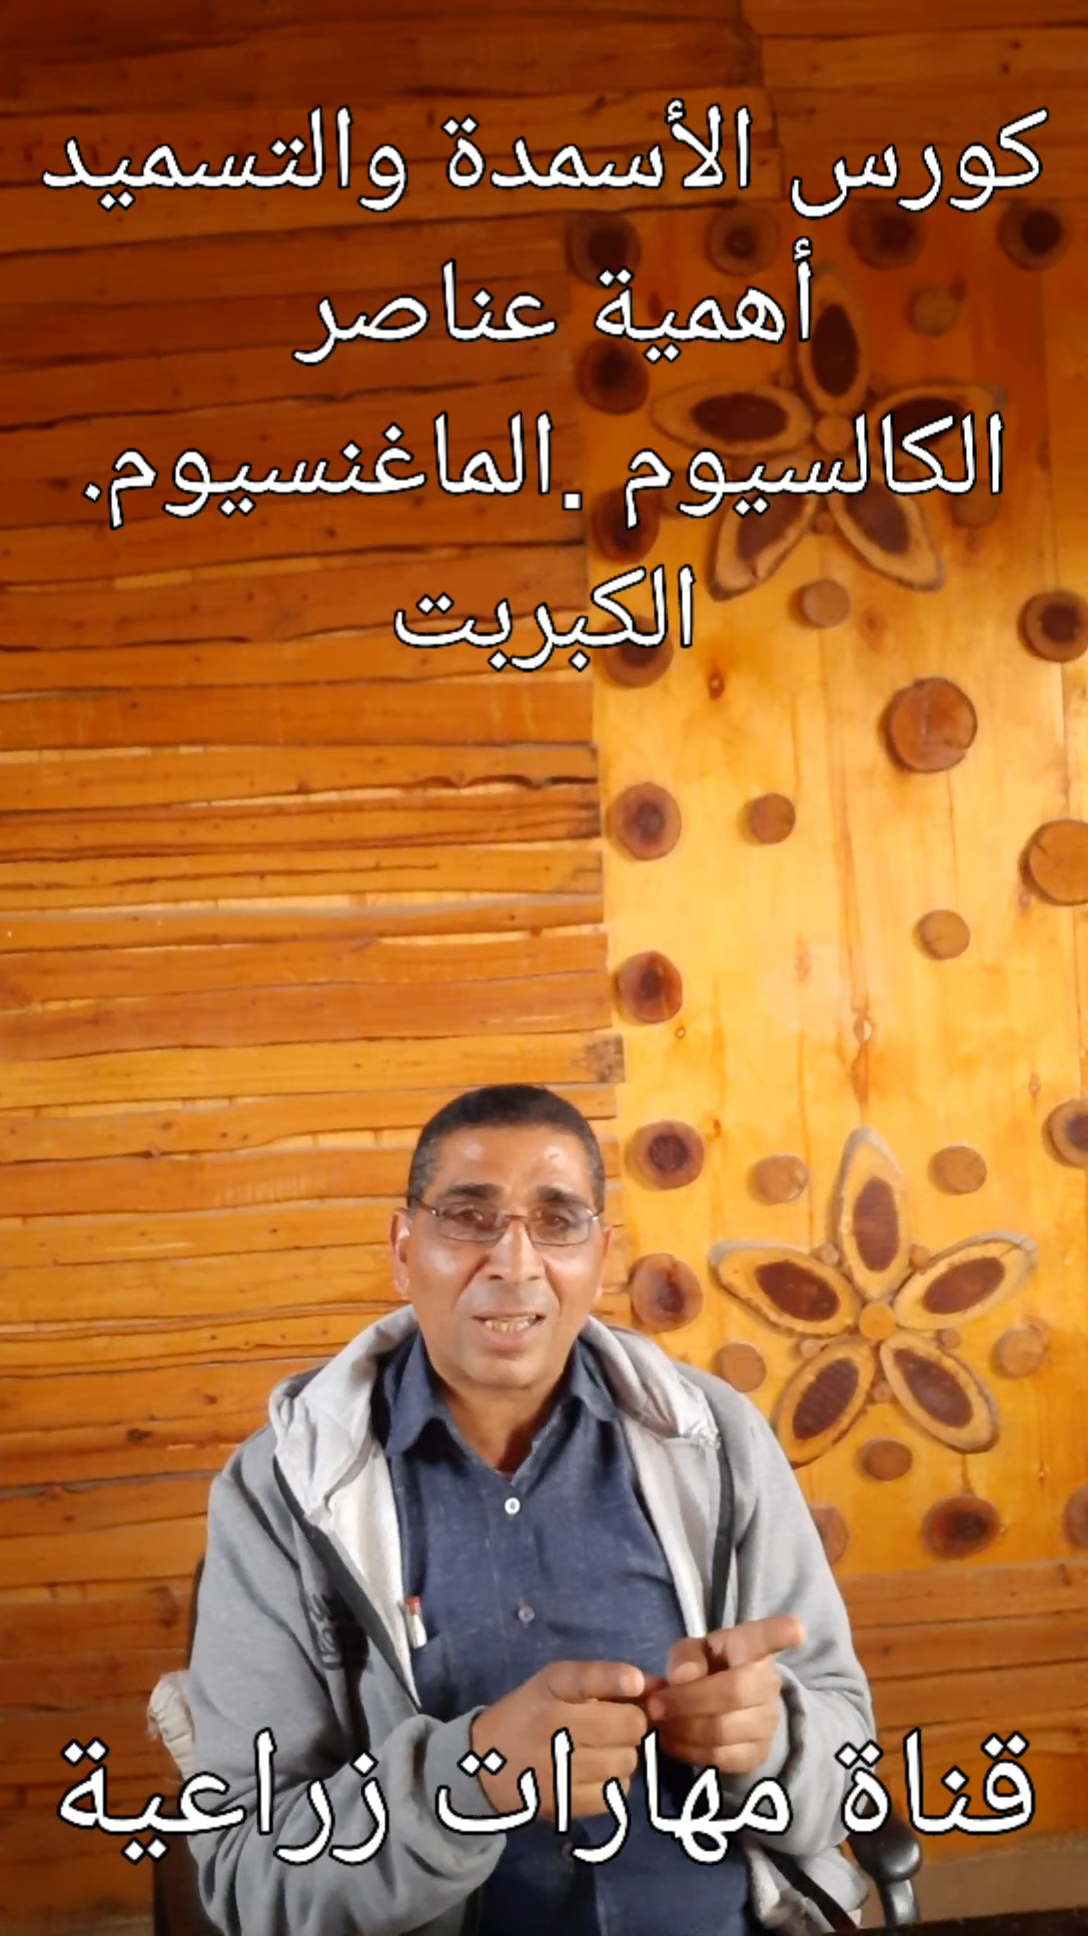 كورس الأسمدة والتسميد
أهمية عناصر
الكالسيوم .الماغنسيوم.
الكبربت
قناة مهارات زراعية